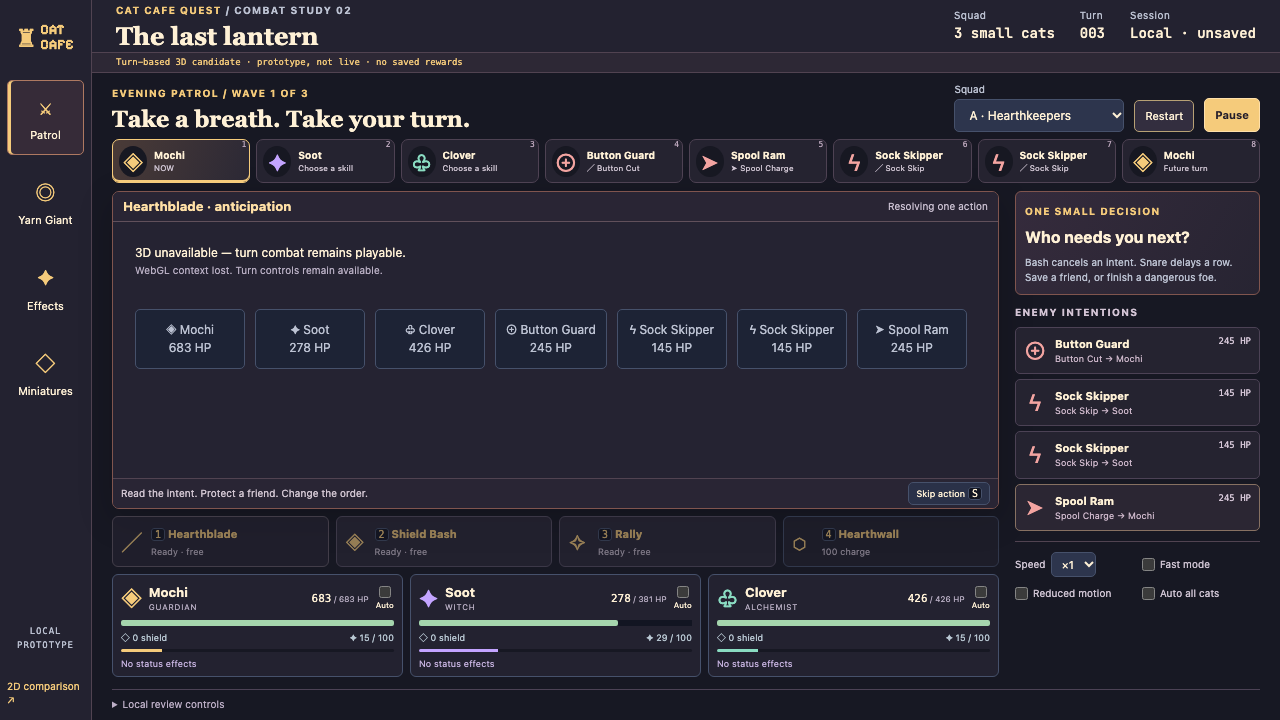 CAT CAFE QUEST / COMBAT STUDY 02
The last lantern
Squad
3 small cats
Turn
003
Session
Local · unsaved
Turn-based 3D candidate · prototype, not live · no saved rewards
OAT
OAFE
Patrol
Yarn Giant
Effects
Miniatures
LOCAL
PROTOTYPE
2D comparison
↗
EVENING PATROL / WAVE 1 OF 3
Take a breath. Take your turn.
Squad
A · Hearthkeepers
Restart
Pause
Mochi
NOW
1
Soot
Choose a skill
2
Clover
Choose a skill
3
Button Guard
⟋ Button Cut
4
Spool Ram
➤ Spool Charge
5
Sock Skipper
⟋ Sock Skip
6
Sock Skipper
⟋ Sock Skip
7
Mochi
Future turn
8
Hearthblade · anticipation
Resolving one action
3D unavailable — turn combat remains playable.
WebGL context lost. Turn controls remain available.
◈ Mochi
683 HP
✦ Soot
278 HP
♧ Clover
426 HP
⊕ Button Guard
245 HP
ϟ Sock Skipper
145 HP
ϟ Sock Skipper
145 HP
➤ Spool Ram
245 HP
Read the intent. Protect a friend. Change the order.
Skip action S
1 Hearthblade
Ready · free
2 Shield Bash
Ready · free
3 Rally
Ready · free
4 Hearthwall
100 charge
Mochi
GUARDIAN
683 / 683 HP
Auto
◇ 0 shield
✦ 15 / 100
No status effects
Soot
WITCH
278 / 381 HP
Auto
◇ 0 shield
✦ 29 / 100
No status effects
Clover
ALCHEMIST
426 / 426 HP
Auto
◇ 0 shield
✦ 15 / 100
No status effects
ONE SMALL DECISION
Who needs you next?
Bash cancels an intent. Snare delays a row.
Save a friend, or finish a dangerous foe.
ENEMY INTENTIONS
Button Guard
Button Cut → Mochi
245 HP
Sock Skipper
Sock Skip → Soot
145 HP
Sock Skipper
Sock Skip → Soot
145 HP
Spool Ram
Spool Charge → Mochi
245 HP
Speed ×1
Fast mode
Reduced motion
Auto all cats
▶ Local review controls